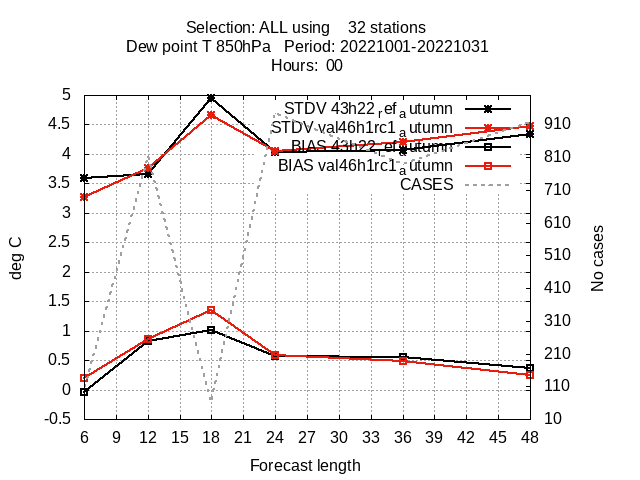 Selection: ALL using 32 stations
Dew point T 850hPa Period: 20221001-20221031
Hours: 00
STDV 43h22_ref_autumn
STDV val46h1rc1_autumn
BIAS 43h22_ref_autumn
BIAS val46h1rc1_autumn
CASES
5
4.5
4
3.5
3
2.5
2
1.5
1
0.5
0
-0.5
deg C
910
810
710
610
510
410
310
210
110
10
No cases
6 9 12 15 18 21 24 27 30 33 36 39 42 45 48
Forecast length